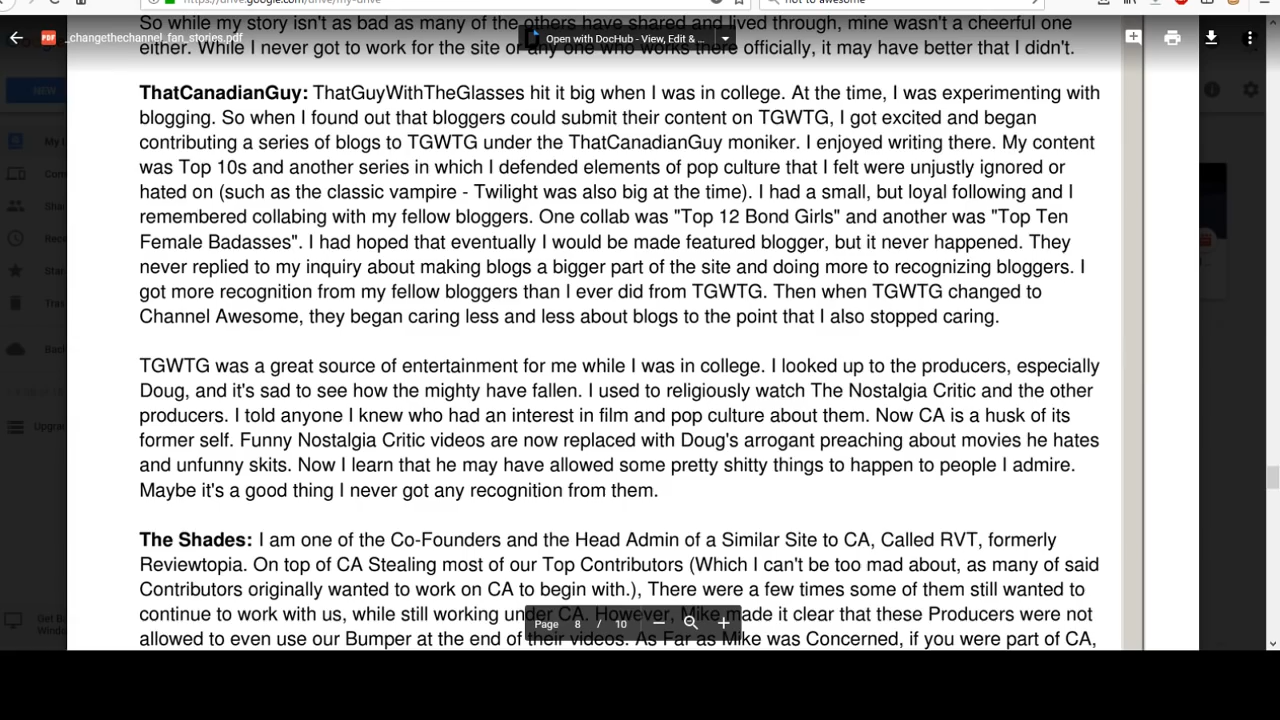 https://drive.google.com/drive/my-drive
not to awesome
So while my story isn't as bad as many of the others have shared and lived through, mine wasn't a cheerful one
_changethechannel_fan_stories.pdf
Open with DocHub - View, Edit & ...
either. While I never got to work for the site or any one who works there officially, it may have better that I didn't.
NEW
ThatCanadianGuy: ThatGuyWithTheGlasses hit it big when I was in college. At the time, I was experimenting with
blogging. So when I found out that bloggers could submit their content on TGWTG, I got excited and began
contributing a series of blogs to TGWTG under the ThatCanadianGuy moniker. I enjoyed writing there. My content
was Top 10s and another series in which I defended elements of pop culture that I felt were unjustly ignored or
hated on (such as the classic vampire - Twilight was also big at the time). I had a small, but loyal following and I
remembered collabing with my fellow bloggers. One collab was "Top 12 Bond Girls" and another was "Top Ten
Female Badasses". I had hoped that eventually I would be made featured blogger, but it never happened. They
never replied to my inquiry about making blogs a bigger part of the site and doing more to recognizing bloggers. I
got more recognition from my fellow bloggers than I ever did from TGWTG. Then when TGWTG changed to
Channel Awesome, they began caring less and less about blogs to the point that I also stopped caring.
TGWTG was a great source of entertainment for me while I was in college. I looked up to the producers, especially
Doug, and it's sad to see how the mighty have fallen. I used to religiously watch The Nostalgia Critic and the other
producers. I told anyone I knew who had an interest in film and pop culture about them. Now CA is a husk of its
former self. Funny Nostalgia Critic videos are now replaced with Doug's arrogant preaching about movies he hates
and unfunny skits. Now I learn that he may have allowed some pretty shitty things to happen to people I admire.
Maybe it's a good thing I never got any recognition from them.
The Shades: I am one of the Co-Founders and the Head Admin of a Similar Site to CA, Called RVT, formerly
Reviewtopia. On top of CA Stealing most of our Top Contributors (Which I can't be too mad about, as many of said
Contributors originally wanted to work on CA to begin with.), There were a few times some of them still wanted to
continue to work with us, while still working under CA. However, Mike made it clear that these Producers were not
allowed to even use our Bumper at the end of their videos. As Far as Mike was Concerned, if you were part of CA,
Page 8 / 10
My
Com
Sha
Rece
Star
Tras
Back
Upgra
Get B
Windo